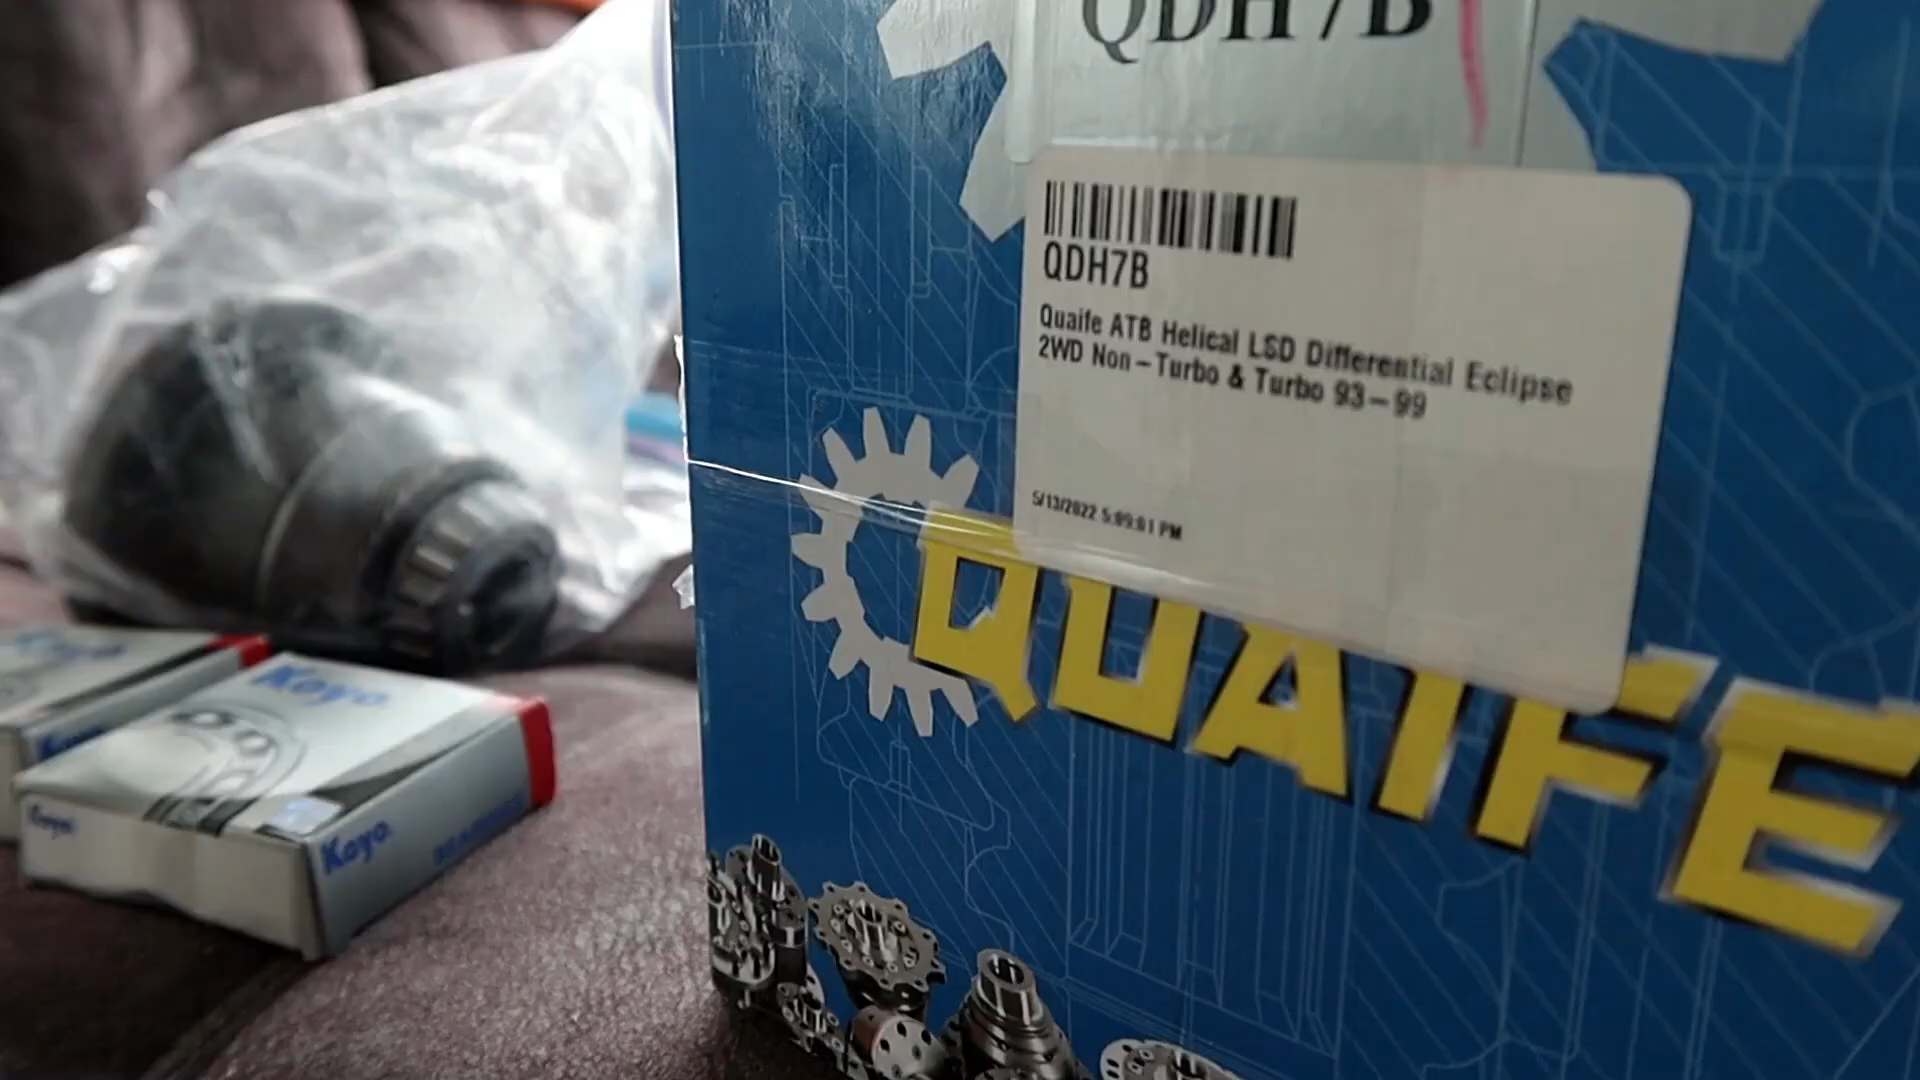 QDH7B
QDH7B
Quaife ATB Helical LSD Differential Eclipse
2WD Non-Turbo & Turbo 93-99
5/13/2022 5:09:01 PM
QUAIFE
Koyo
Koyo
Koyo